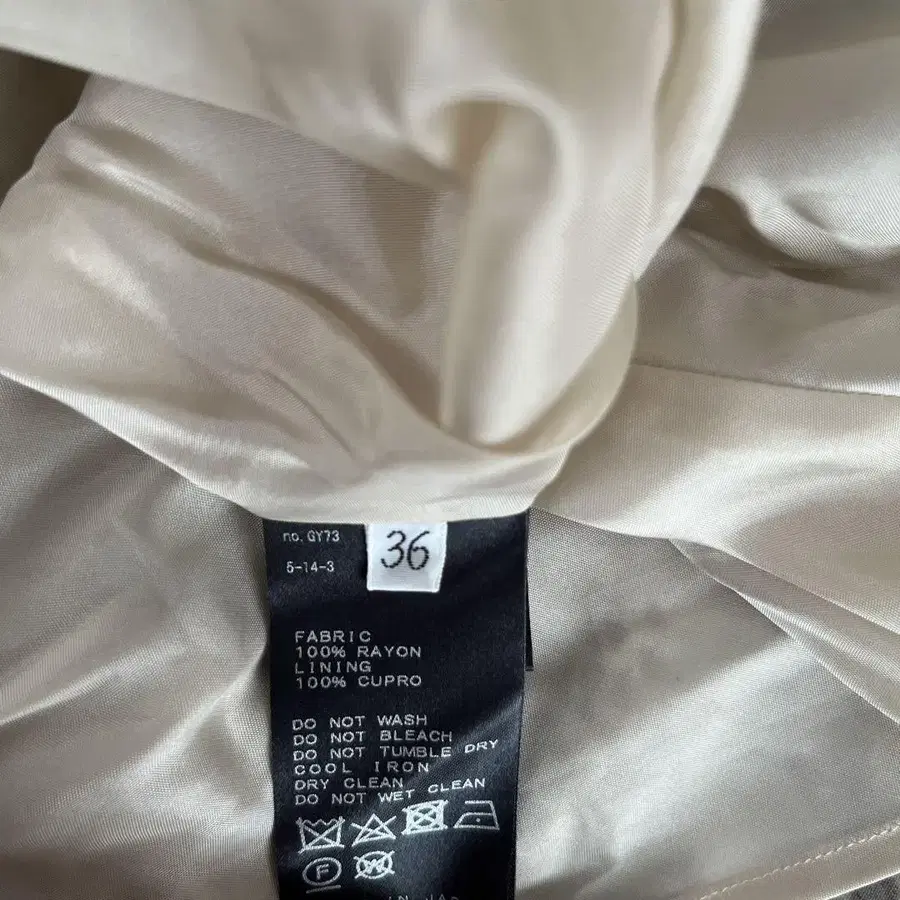 no. GY73
36
5-14-3
FABRIC
100% RAYON
LINING
100% CUPRO
DO NOT WASH
DO NOT BLEACH
DO NOT TUMBLE DRY
COOL IRON
DRY CLEAN
DO NOT WET CLEAN
F
W